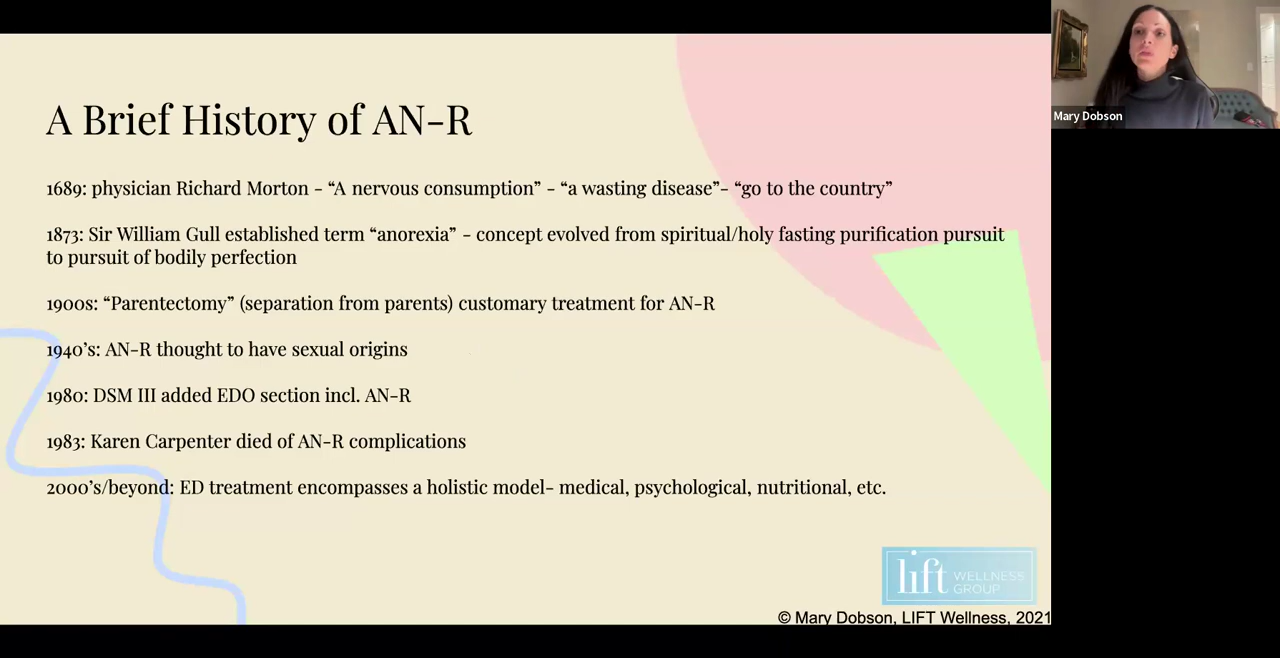 A Brief History of AN-R
1689: physician Richard Morton - “A nervous consumption” - “a wasting disease”- “go to the country”
1873: Sir William Gull established term “anorexia” - concept evolved from spiritual/holy fasting purification pursuit
to pursuit of bodily perfection
1900s: “Parentectomy” (separation from parents) customary treatment for AN-R
1940’s: AN-R thought to have sexual origins
1980: DSM III added EDO section incl. AN-R
1983: Karen Carpenter died of AN-R complications
2000’s/beyond: ED treatment encompasses a holistic model- medical, psychological, nutritional, etc.
lift WELLNESS
GROUP
© Mary Dobson, LIFT Wellness, 2021
Mary Dobson